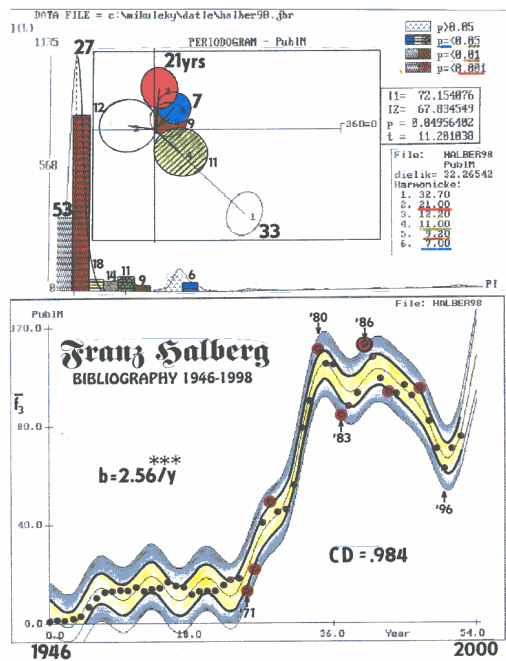 DATA FILE = c:\mikulecky\datle\halber98.jhr
I(L)
1135
27
PERIODOGRAM - PublM
p>0.05
p=<0.05
p=<0.01
p=<0.001
21yrs
7
12
9
360=0
11
1
33
I1= 72.154076
I2= 67.834549
p = 0.04956402
t = 11.201038
568
53
File: HALBER98
PublM
dielik= 32.26542
Harmonicke:
1. 32.70
2. 21.00
3. 12.20
4. 11.00
5. 9.20
6. 7.00
18
14
11
9
6
0
File: HALBER98
PublM
120.0
'80
'86
Franz Halberg
BIBLIOGRAPHY 1946-1998
f3
80.0
'83
***
b=2.56/y
'96
40.0
CD=.984
'71
0.0
0.0
18.0
36.0
Year
54.0
1946
2000